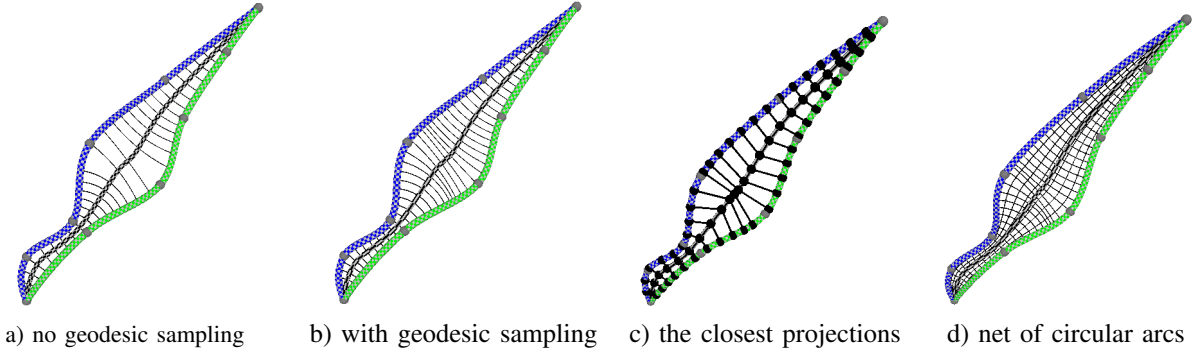 a) no geodesic sampling
b) with geodesic sampling
c) the closest projections
d) net of circular arcs